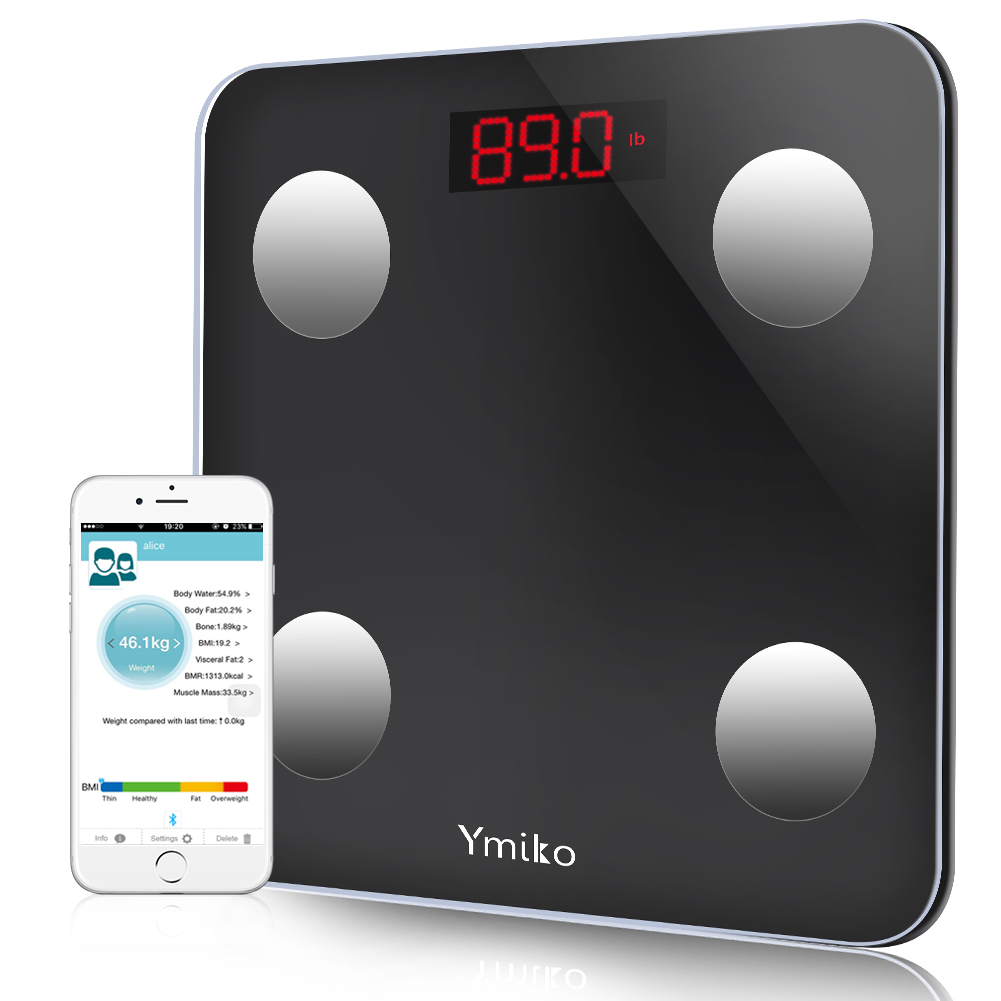 89.0 lb
19:20 23%
alice
Body Water:54.9% >
Body Fat:20.2% >
Bone:1.89kg >
< 46.1kg >
Weight
BMI:19.2 >
Visceral Fat:2 >
BMR:1313.0kcal >
Muscle Mass:33.5kg >
Weight compared with last time: ↑ 0.0kg
BMI
Thin Healthy Fat Overweight
Info Settings Delete
Ymiko